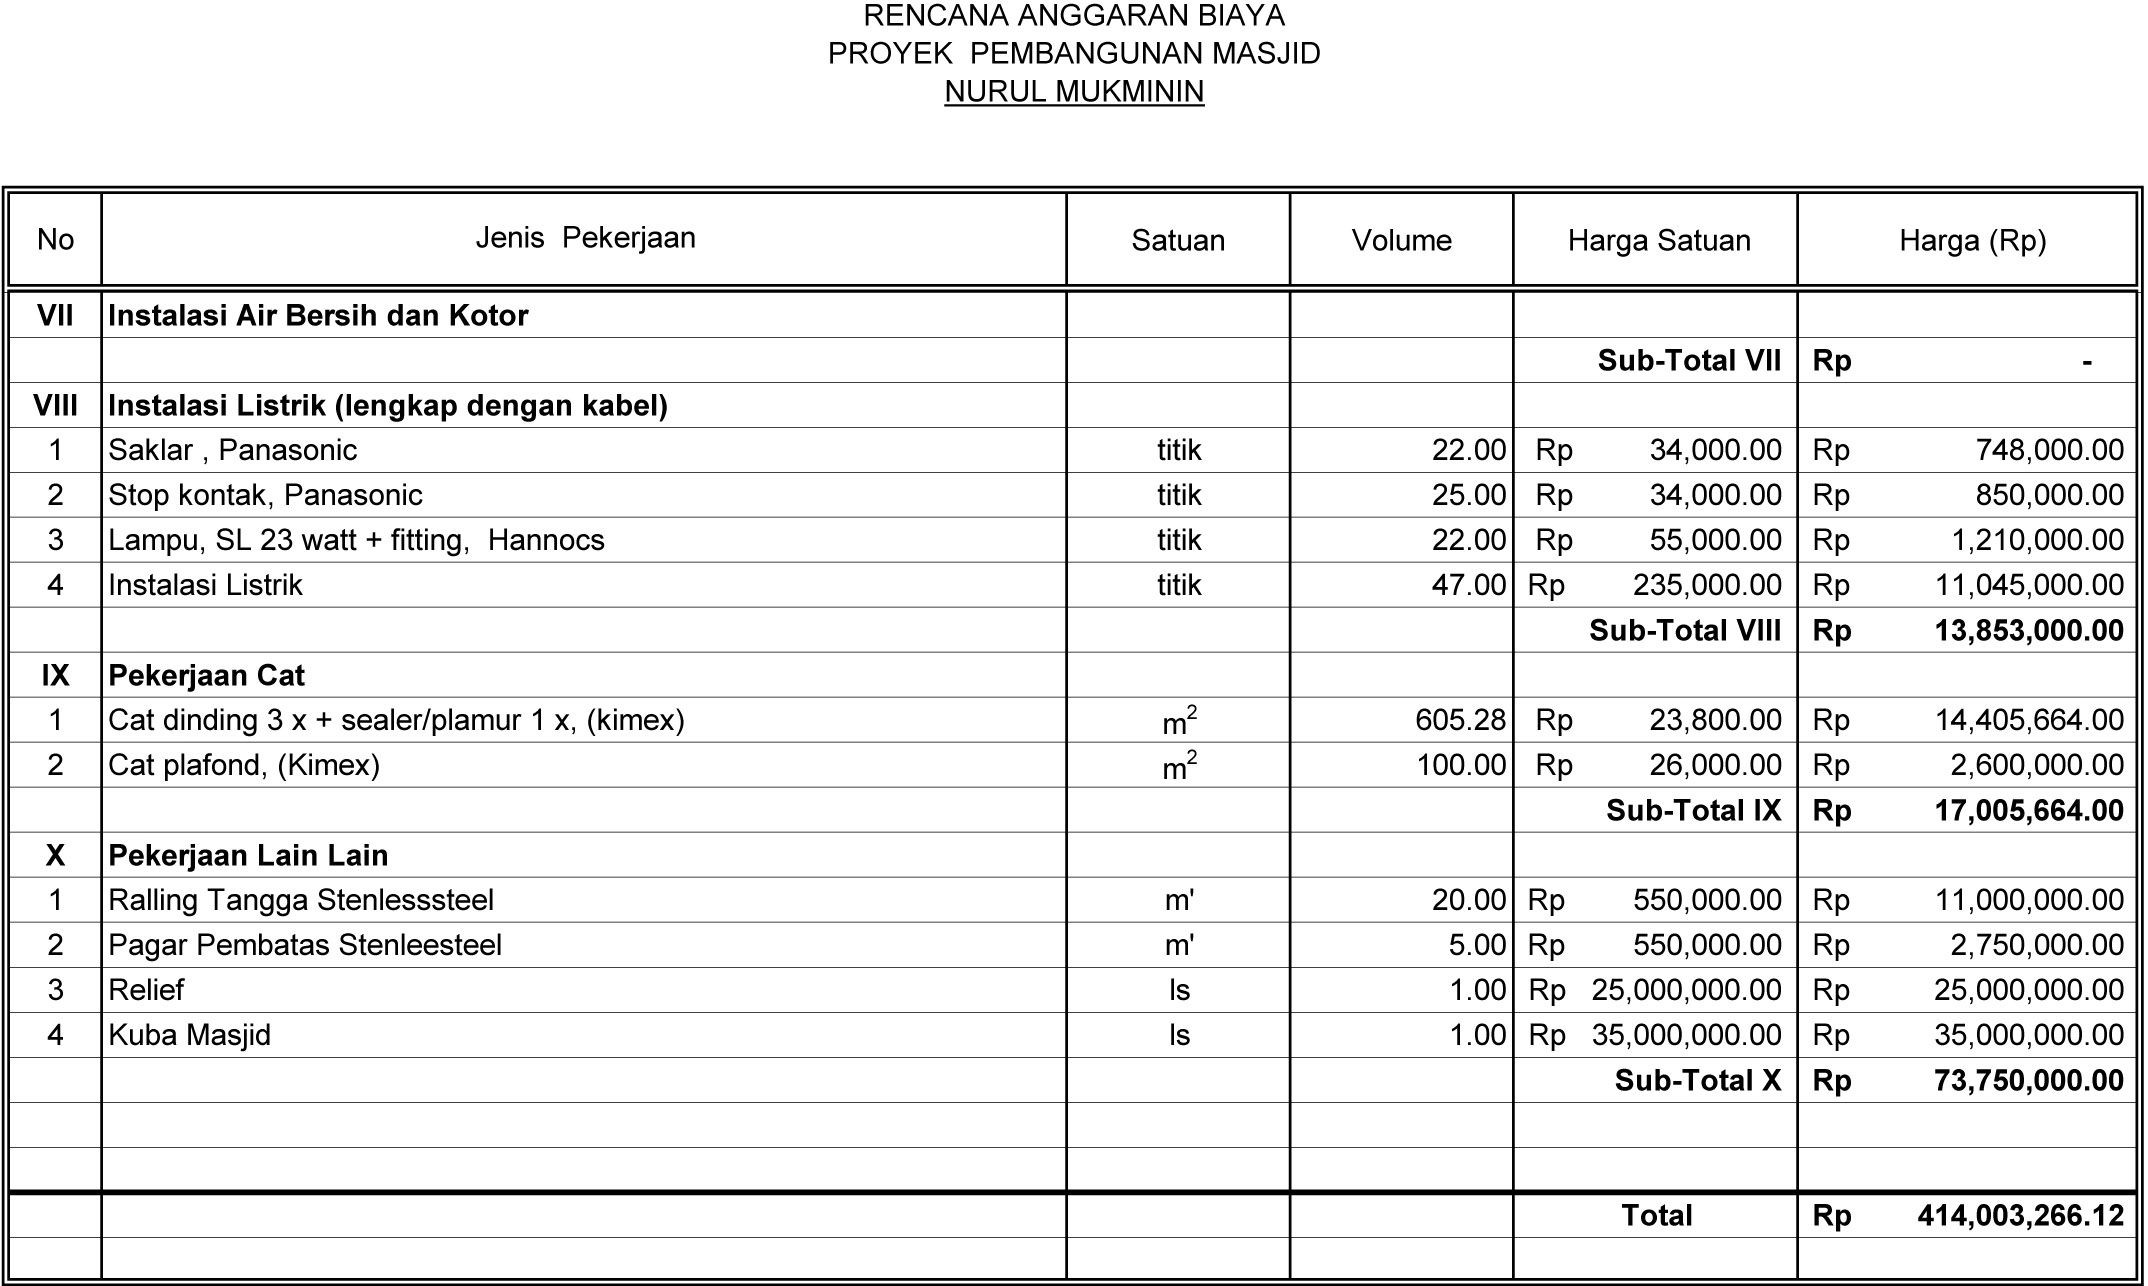 RENCANA ANGGARAN BIAYA
PROYEK PEMBANGUNAN MASJID
NURUL MUKMININ
No Jenis Pekerjaan Satuan Volume Harga Satuan Harga (Rp)
VII Instalasi Air Bersih dan Kotor
Sub-Total VII Rp -
VIII Instalasi Listrik (lengkap dengan kabel)
1 Saklar , Panasonic titik 22.00 Rp 34,000.00 Rp 748,000.00
2 Stop kontak, Panasonic titik 25.00 Rp 34,000.00 Rp 850,000.00
3 Lampu, SL 23 watt + fitting, Hannocs titik 22.00 Rp 55,000.00 Rp 1,210,000.00
4 Instalasi Listrik titik 47.00 Rp 235,000.00 Rp 11,045,000.00
Sub-Total VIII Rp 13,853,000.00
IX Pekerjaan Cat
1 Cat dinding 3 x + sealer/plamur 1 x, (kimex) m² 605.28 Rp 23,800.00 Rp 14,405,664.00
2 Cat plafond, (Kimex) m² 100.00 Rp 26,000.00 Rp 2,600,000.00
Sub-Total IX Rp 17,005,664.00
X Pekerjaan Lain Lain
1 Ralling Tangga Stenlesssteel m' 20.00 Rp 550,000.00 Rp 11,000,000.00
2 Pagar Pembatas Stenleesteel m' 5.00 Rp 550,000.00 Rp 2,750,000.00
3 Relief ls 1.00 Rp 25,000,000.00 Rp 25,000,000.00
4 Kuba Masjid ls 1.00 Rp 35,000,000.00 Rp 35,000,000.00
Sub-Total X Rp 73,750,000.00
Total Rp 414,003,266.12